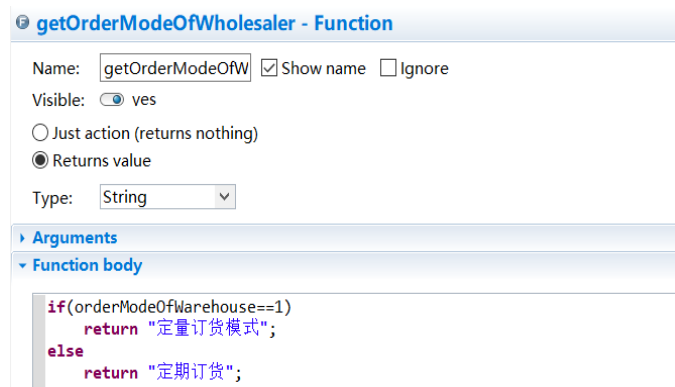 getOrderModeOfWholesaler - Function
Name: getOrderModeOfW Show name Ignore
Visible: yes
Just action (returns nothing)
Returns value
Type: String
Arguments
Function body
if(orderModeOfWarehouse==1)
return "定量订货模式";
else
return "定期订货";